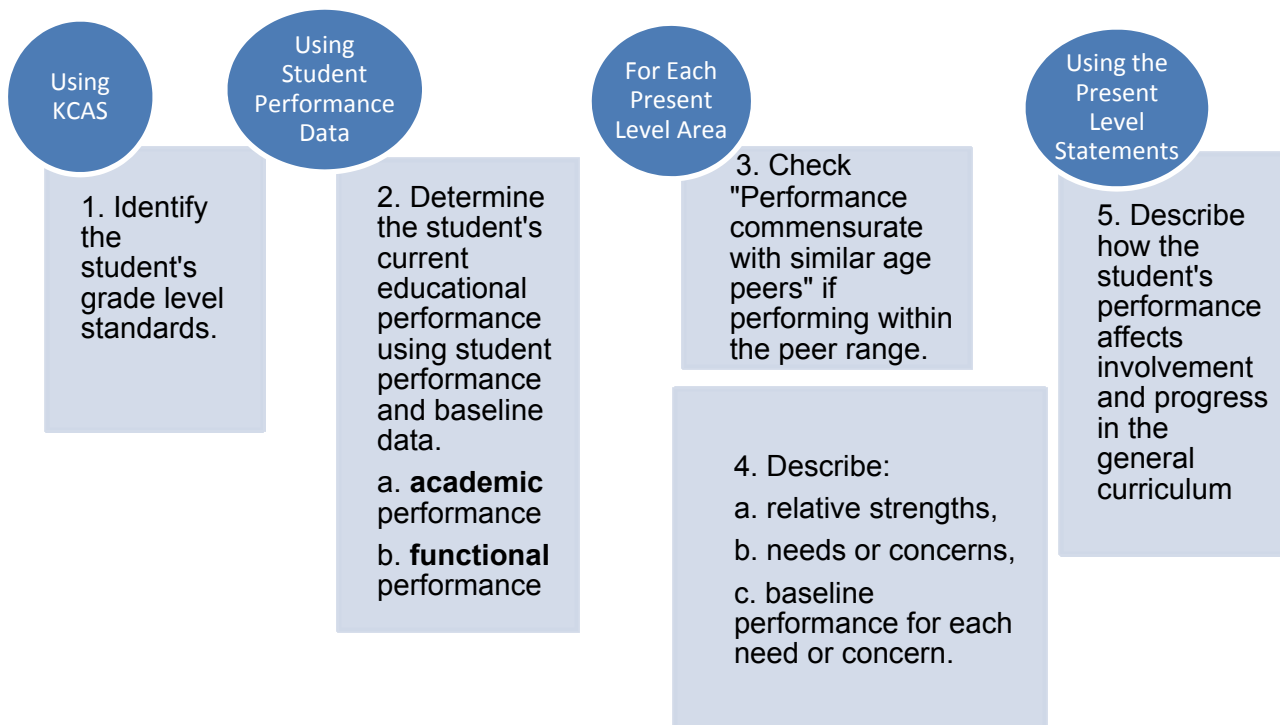 Using
KCAS
1. Identify
the
student's
grade level
standards.
Using
Student
Performance
Data
2. Determine
the student's
current
educational
performance
using student
performance
and baseline
data.
a. academic
performance
b. functional
performance
For Each
Present
Level Area
3. Check
"Performance
commensurate
with similar age
peers" if
performing within
the peer range.
4. Describe:
a. relative strengths,
b. needs or concerns,
c. baseline
performance for each
need or concern.
Using the
Present
Level
Statements
5. Describe
how the
student's
performance
affects
involvement
and progress
in the
general
curriculum